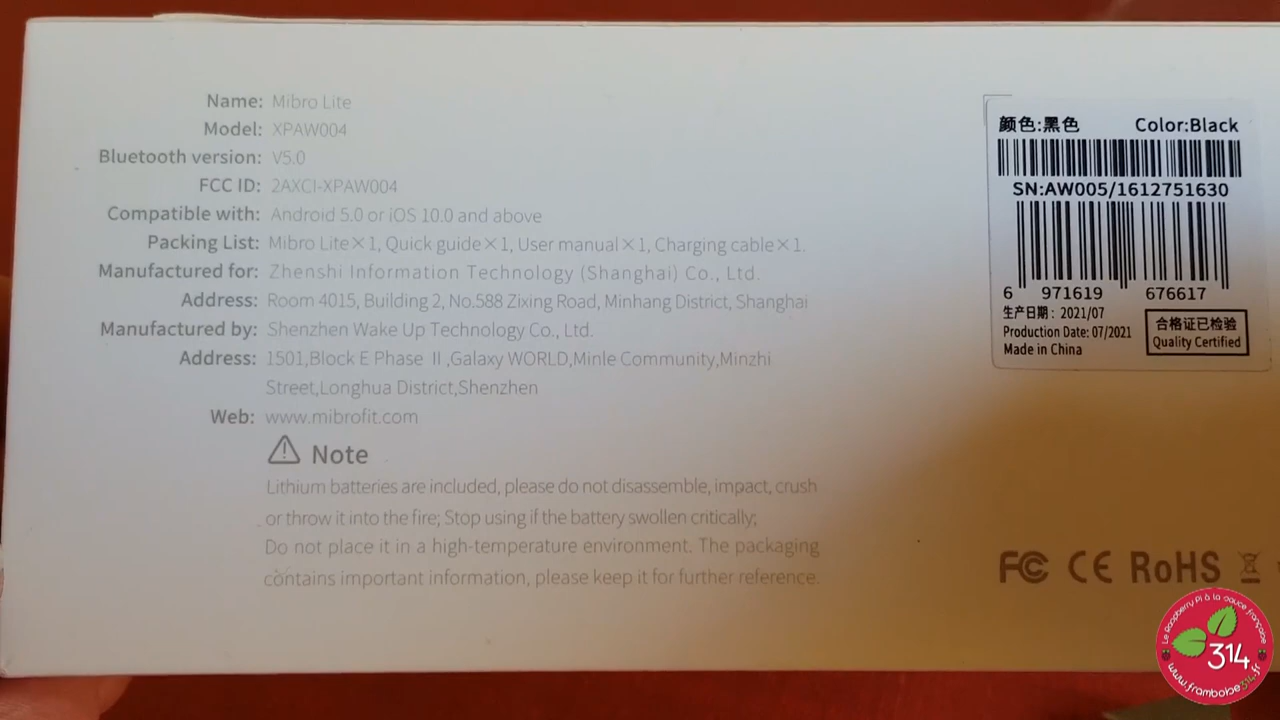 Name: Mibro Lite
Model: XPAW004
Bluetooth version: V5.0
FCC ID: 2AXCI-XPAW004
Compatible with: Android 5.0 or iOS 10.0 and above
Packing List: Mibro Lite×1, Quick guide×1, User manual×1, Charging cable×1.
Manufactured for: Zhenshi Information Technology (Shanghai) Co., Ltd.
Address: Room 4015, Building 2, No.588 Zixing Road, Minhang District, Shanghai
Manufactured by: Shenzhen Wake Up Technology Co., Ltd.
Address: 1501,Block E Phase Ⅱ,Galaxy WORLD,Minle Community,Minzhi
Street,Longhua District,Shenzhen
Web: www.mibrofit.com
Note
Lithium batteries are included, please do not disassemble, impact, crush
or throw it into the fire; Stop using if the battery swollen critically;
Do not place it in a high-temperature environment. The packaging
contains important information, please keep it for further reference.
颜色:黑色 Color:Black
SN:AW005/1612751630
6 971619 676617
生产日期: 2021/07
Production Date: 07/2021
Made in China
合格证已检验
Quality Certified
FC CE RoHS
Le Raspberry Pi à la sauce française
314
www.framboise314.fr